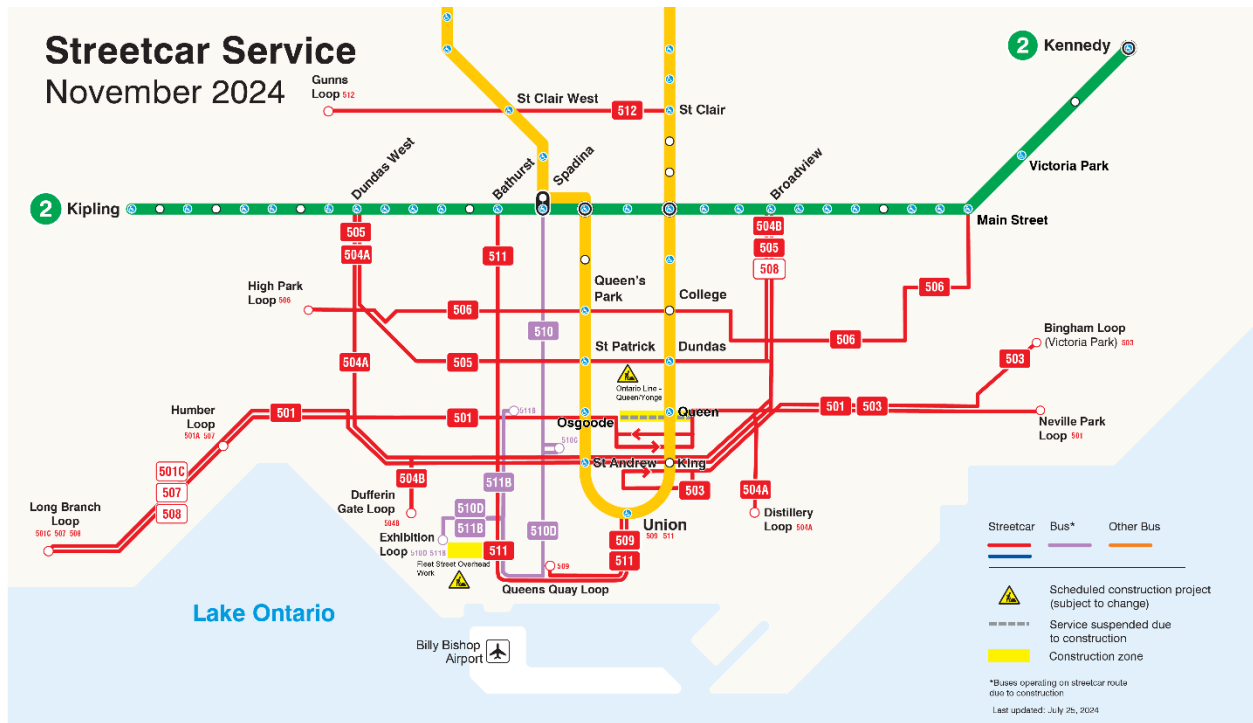 Streetcar Service
November 2024
Gunns
Loop 512
St Clair West
512
St Clair
2 Kennedy
Victoria Park
Main Street
Dundas West
Bathurst
Spadina
Broadview
2 Kipling
505
504A
511
504B
505
508
High Park
Loop 506
506
Queen's
Park
College
506
510
506
Bingham Loop
(Victoria Park) 503
503
504A
505
St Patrick
Dundas
Ontario Line –
Queen/Yonge
Humber
Loop
501A 507
501
501
511B
Osgoode
Queen
501
503
Neville Park
Loop 501
510C
501C
507
508
St Andrew
King
504B
511B
503
504A
Dufferin
Gate Loop
504B
510D
511B
510D
Distillery
Loop 504A
Long Branch
Loop
501C 507 508
Union
509 511
509
511
Exhibition
Loop 510D 511B
511
Fleet Street Overhead
Work
509
Queens Quay Loop
Lake Ontario
Billy Bishop
Airport
Streetcar
Bus*
Other Bus
Scheduled construction project
(subject to change)
Service suspended due
to construction
Construction zone
*Buses operating on streetcar route
due to construction
Last updated: July 25, 2024